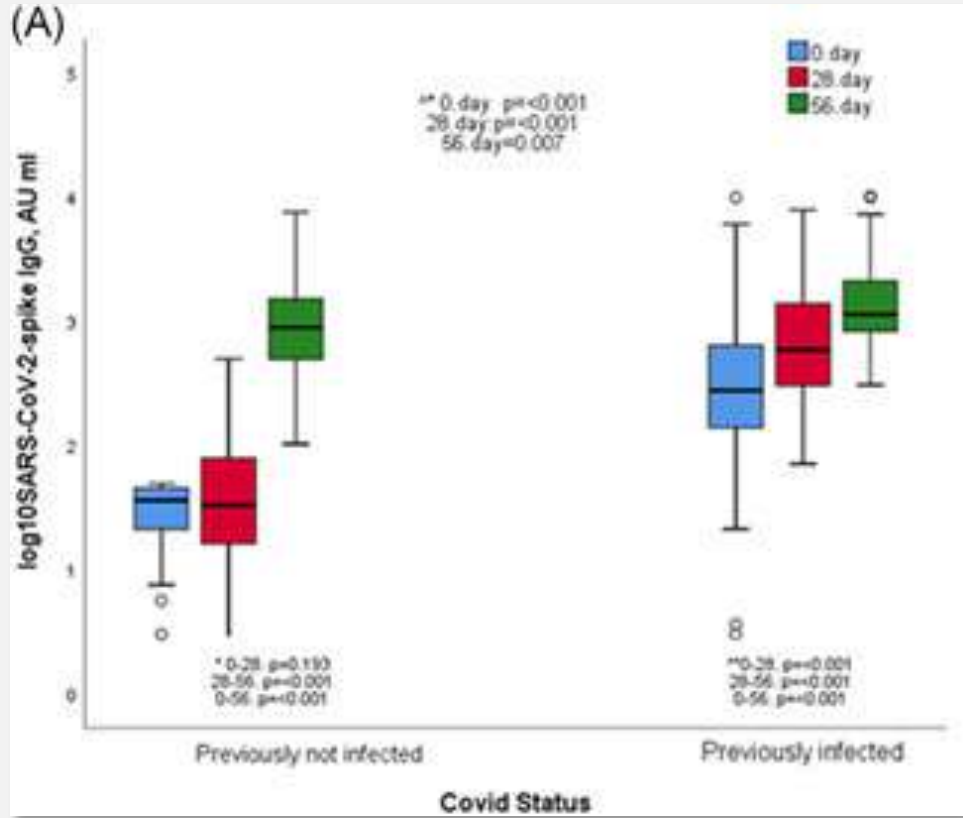 (A)
0.day
28.day
56.day
5
4
3
2
1
0
log10SARS-CoV-2-spike IgG, AU ml
0.day p=<0.001
28.day p=<0.001
56.day=0.007
* 0-28. p=0.193
28-56. p=<0.001
0-56. p=<0.001
**0-28. p=<0.001
28-56. p=<0.001
0-56. p=<0.001
Previously not infected
Previously infected
Covid Status